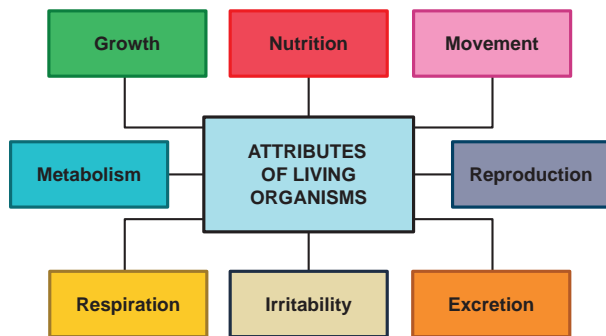 Growth
Nutrition
Movement
Metabolism
ATTRIBUTES
OF LIVING
ORGANISMS
Reproduction
Respiration
Irritability
Excretion